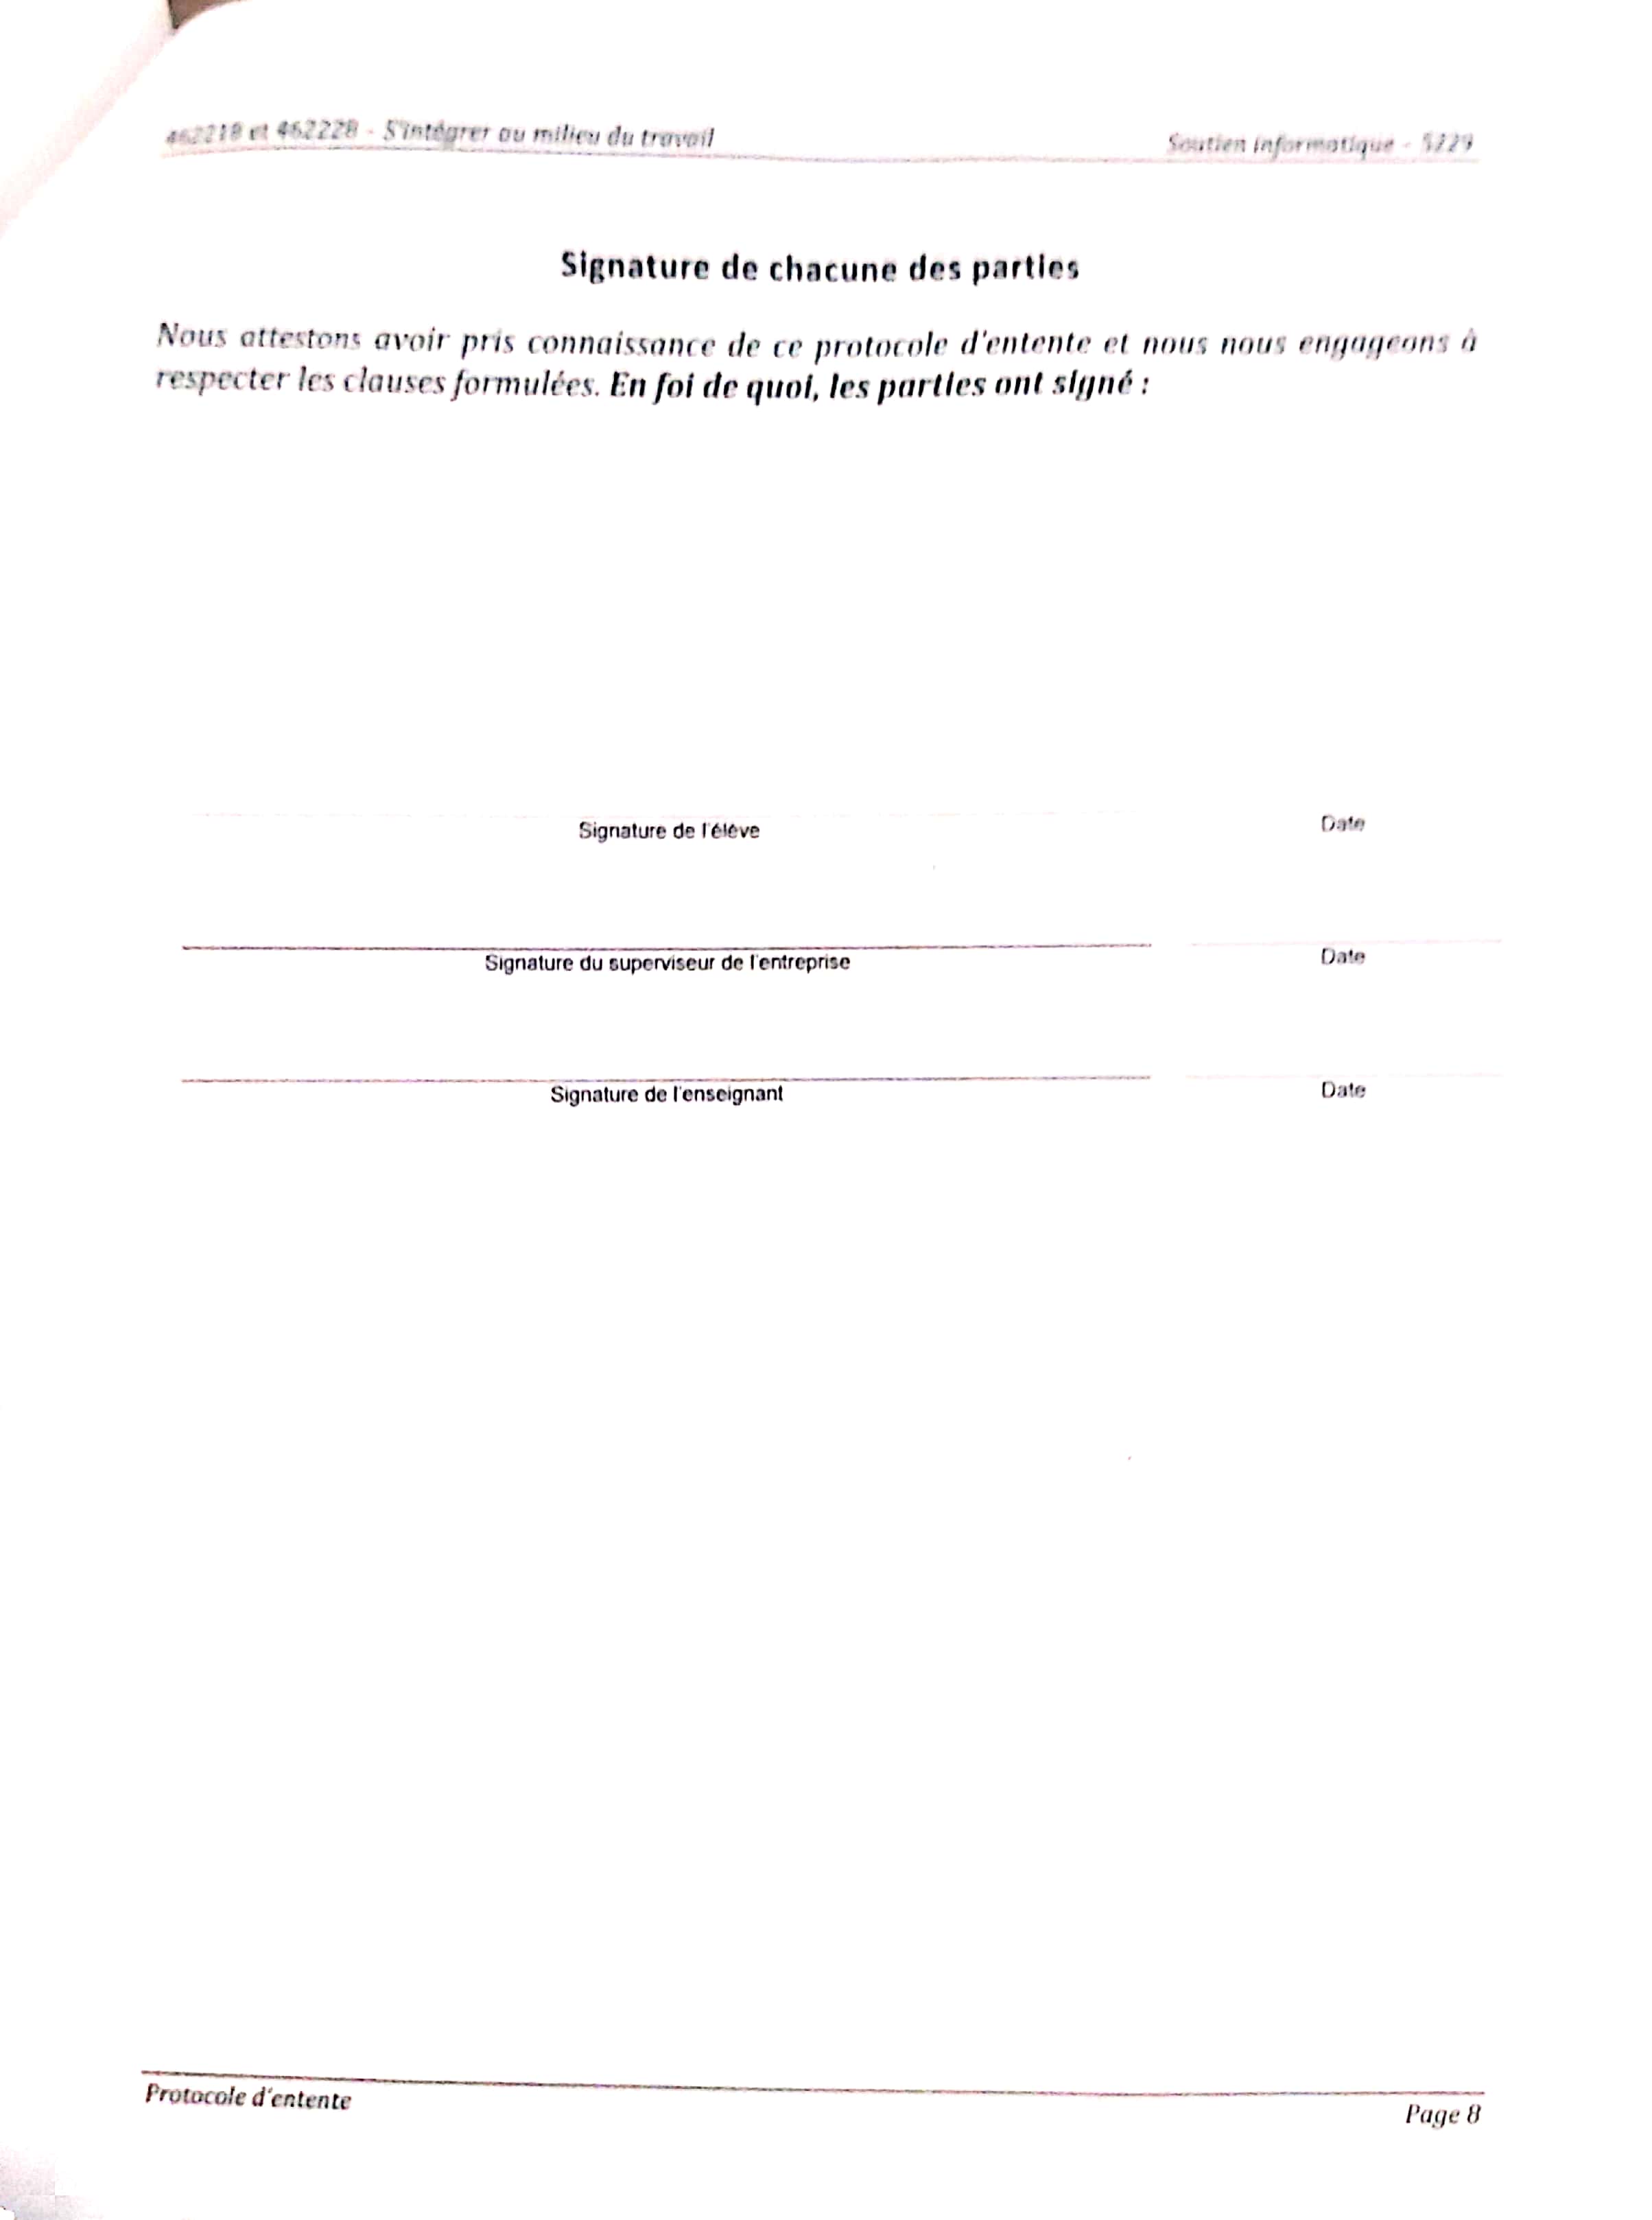 462218 et 462228 - S'intégrer au milieu du travail
Soutien informatique - 5229
Signature de chacune des parties
Nous attestons avoir pris connaissance de ce protocole d'entente et nous nous engageons à
respecter les clauses formulées. En foi de quoi, les parties ont signé :
Signature de l'élève
Date
Signature du superviseur de l'entreprise
Date
Signature de l'enseignant
Date
Protocole d'entente
Page 8